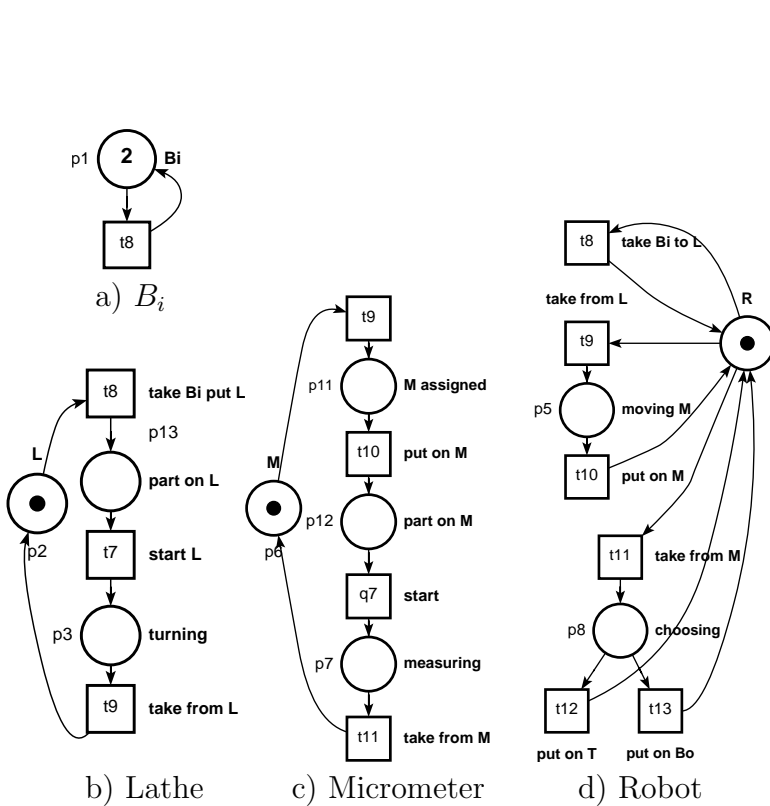 p1 2 Bi
t8
a) Bᵢ
t8 take Bi put L
p13
L
part on L
p2
t7 start L
p3 turning
t9 take from L
b) Lathe
t9
p11 M assigned
t10 put on M
M
p12 part on M
p6
q7 start
p7 measuring
t11 take from M
c) Micrometer
t8 take Bi to L
take from L R
t9
p5 moving M
t10 put on M
t11 take from M
p8 choosing
t12 t13
put on T put on Bo
d) Robot